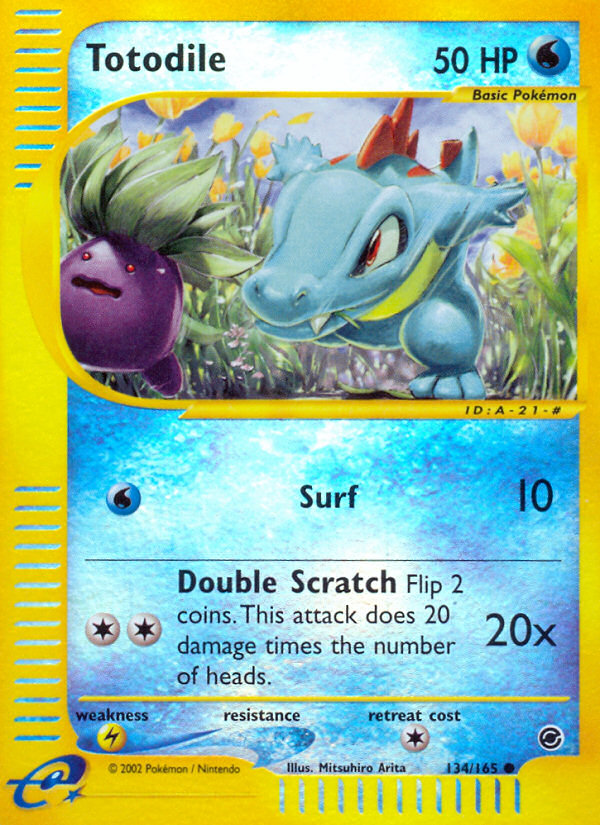 Totodile
50 HP
Basic Pokémon
ID:A-21-#
Surf
10
Double Scratch Flip 2
coins. This attack does 20
damage times the number
of heads.
20x
weakness
resistance
retreat cost
© 2002 Pokémon / Nintendo
Illus. Mitsuhiro Arita
134/165
e